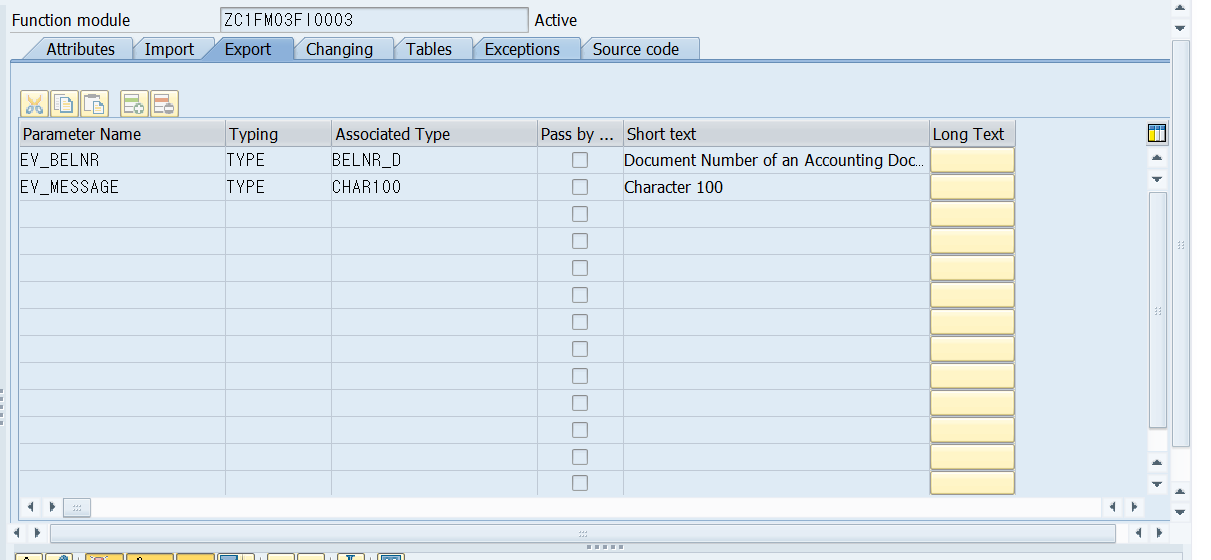 Function module ZC1FM03FI0003 Active
Attributes Import Export Changing Tables Exceptions Source code
Parameter Name Typing Associated Type Pass by ... Short text Long Text
EV_BELNR TYPE BELNR_D Document Number of an Accounting Doc...
EV_MESSAGE TYPE CHAR100 Character 100